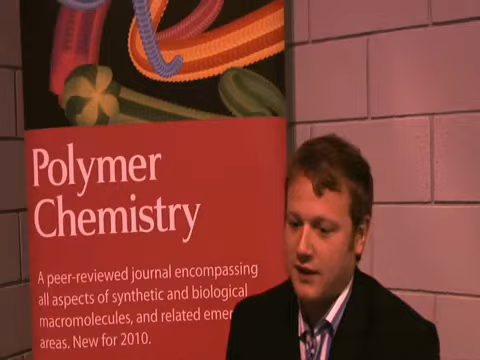 Polymer
Chemistry
A peer-reviewed journal encompassing
all aspects of synthetic and biological
macromolecules, and related emer
areas. New for 2010.